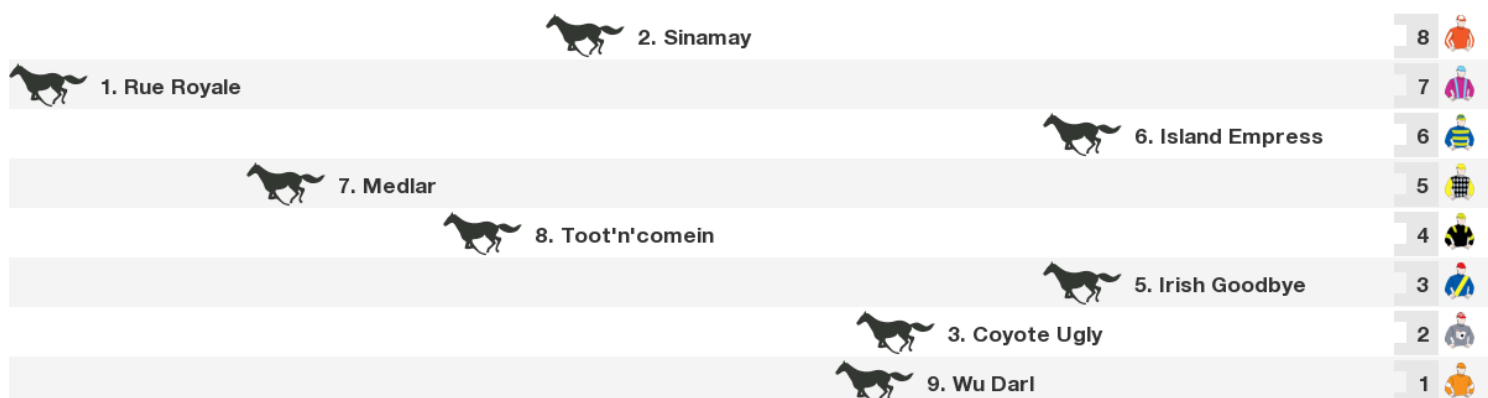 2. Sinamay 8
1. Rue Royale 7
6. Island Empress 6
7. Medlar 5
8. Toot'n'comein 4
5. Irish Goodbye 3
3. Coyote Ugly 2
9. Wu Darl 1